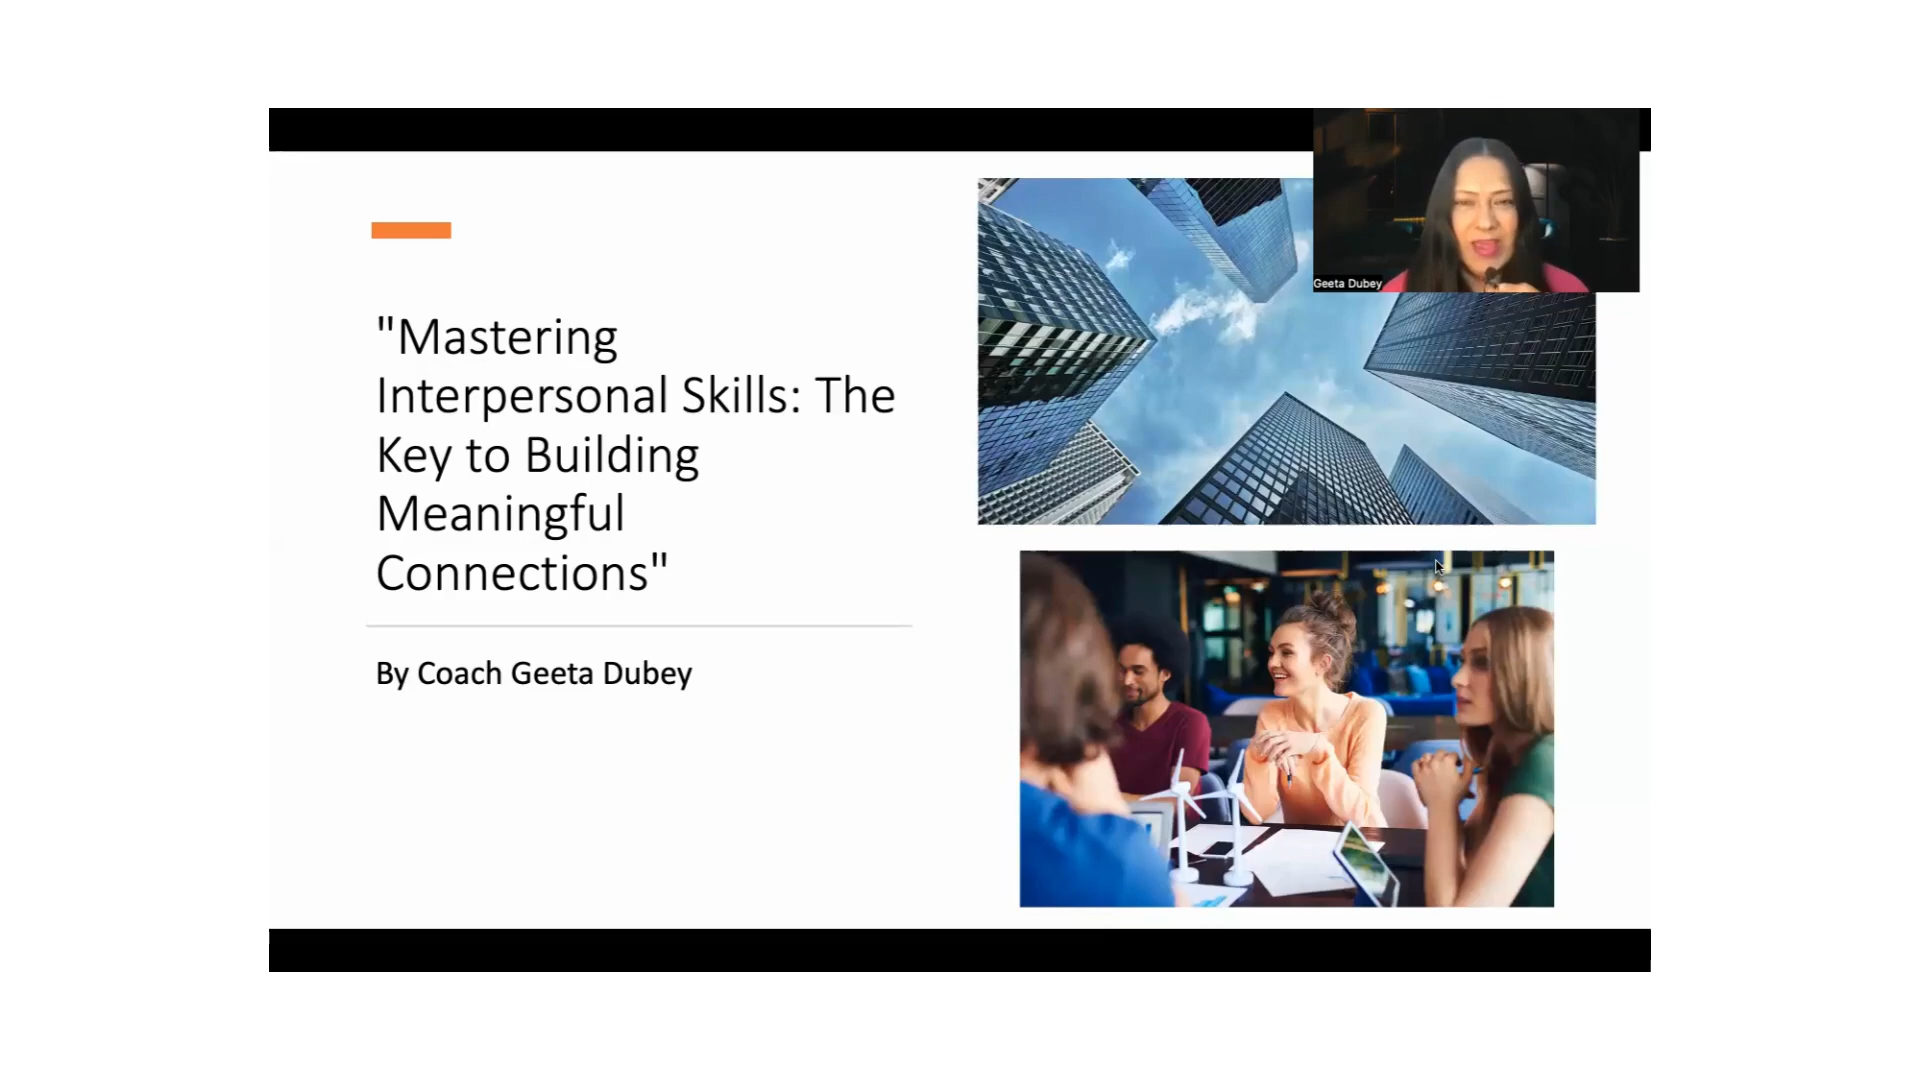 "Mastering
Interpersonal Skills: The
Key to Building
Meaningful
Connections"
By Coach Geeta Dubey
Geeta Dubey